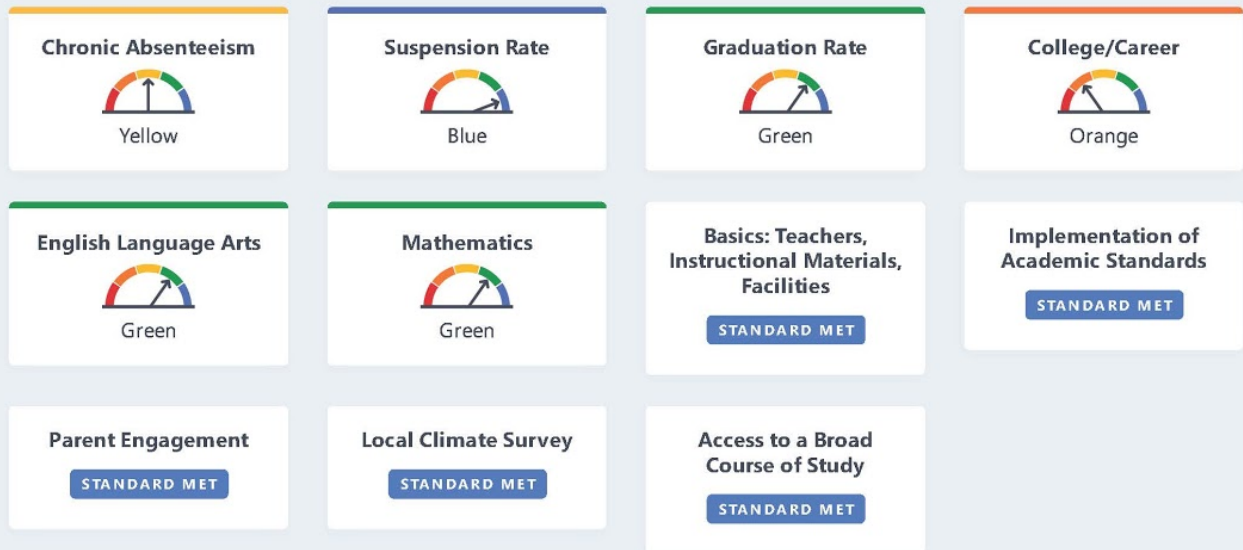 Chronic Absenteeism
Yellow
Suspension Rate
Blue
Graduation Rate
Green
College/Career
Orange
English Language Arts
Green
Mathematics
Green
Basics: Teachers,
Instructional Materials,
Facilities
STANDARD MET
Implementation of
Academic Standards
STANDARD MET
Parent Engagement
STANDARD MET
Local Climate Survey
STANDARD MET
Access to a Broad
Course of Study
STANDARD MET